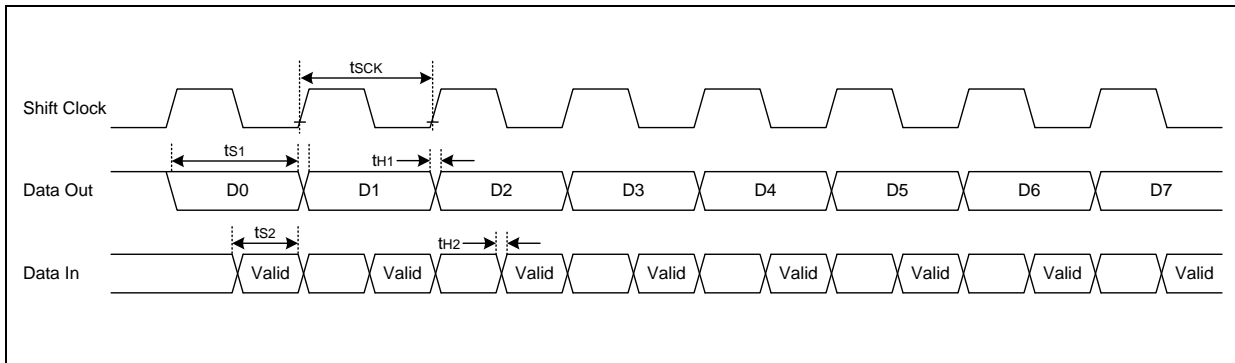 tSCK
Shift Clock
tS1
tH1
Data Out D0 D1 D2 D3 D4 D5 D6 D7
tS2
tH2
Data In Valid Valid Valid Valid Valid Valid Valid Valid